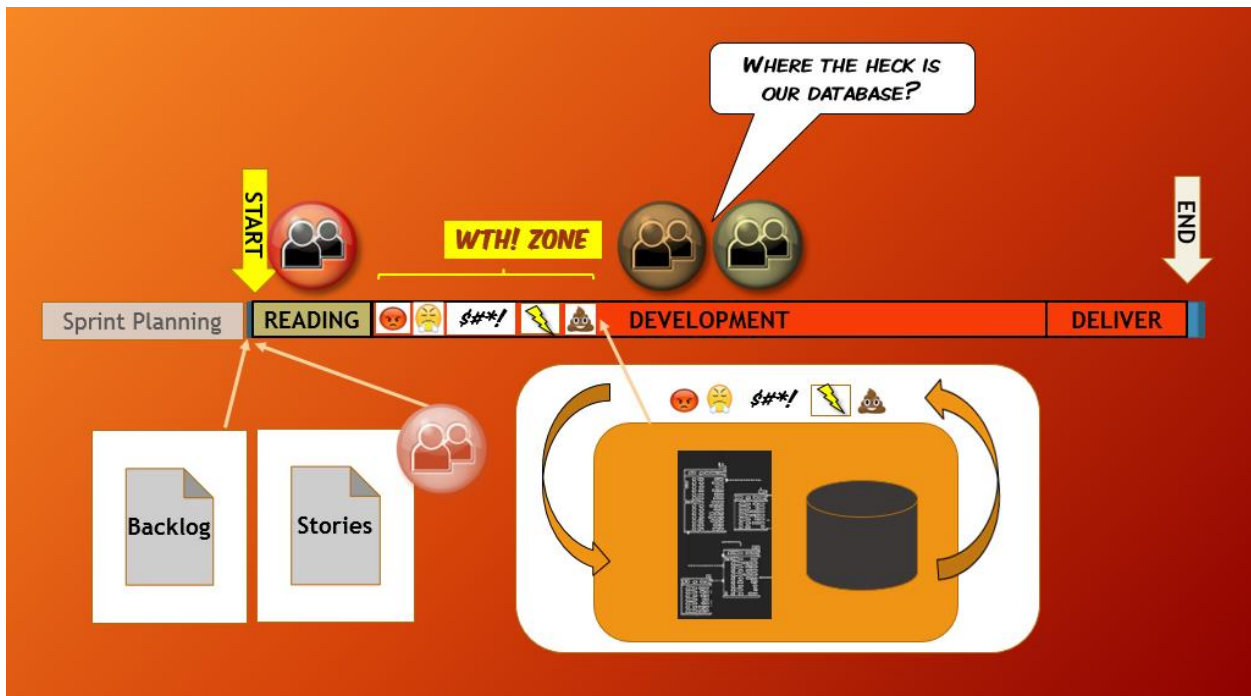 WHERE THE HECK IS
OUR DATABASE?
START
WTH! ZONE
END
Sprint Planning
READING
$#*!
DEVELOPMENT
DELIVER
$#*!
Backlog
Stories